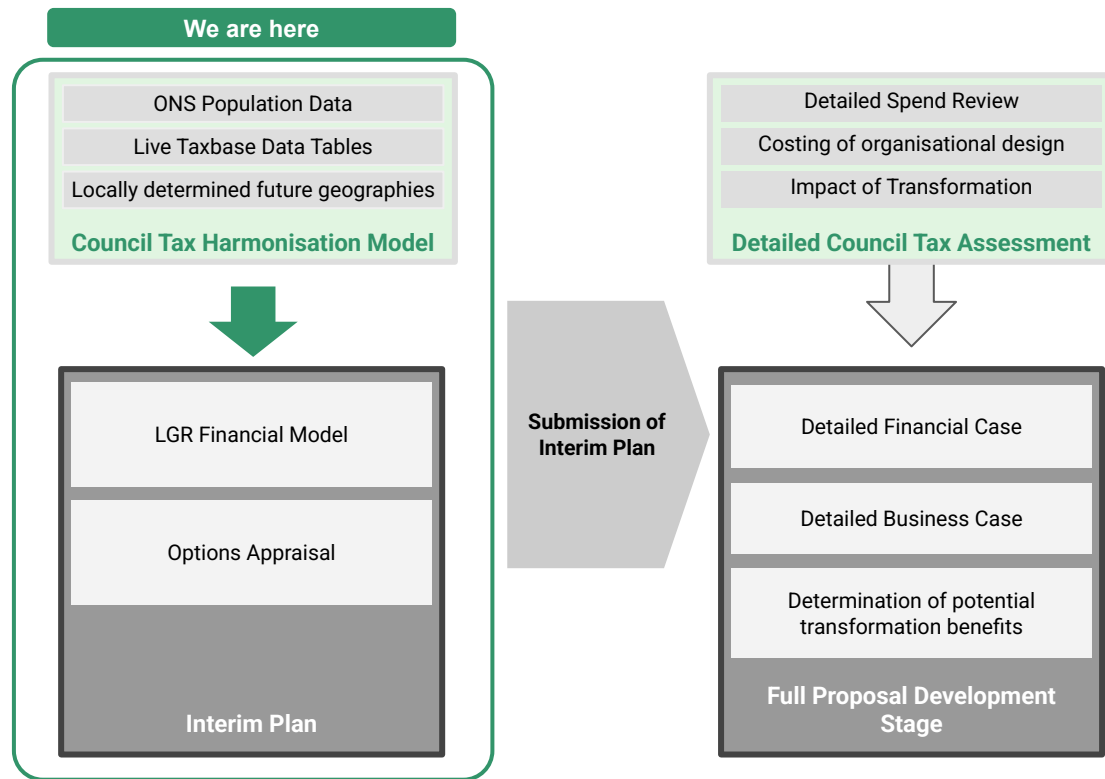 We are here
ONS Population Data
Live Taxbase Data Tables
Locally determined future geographies
Council Tax Harmonisation Model
LGR Financial Model
Options Appraisal
Interim Plan
Submission of
Interim Plan
Detailed Spend Review
Costing of organisational design
Impact of Transformation
Detailed Council Tax Assessment
Detailed Financial Case
Detailed Business Case
Determination of potential
transformation benefits
Full Proposal Development
Stage